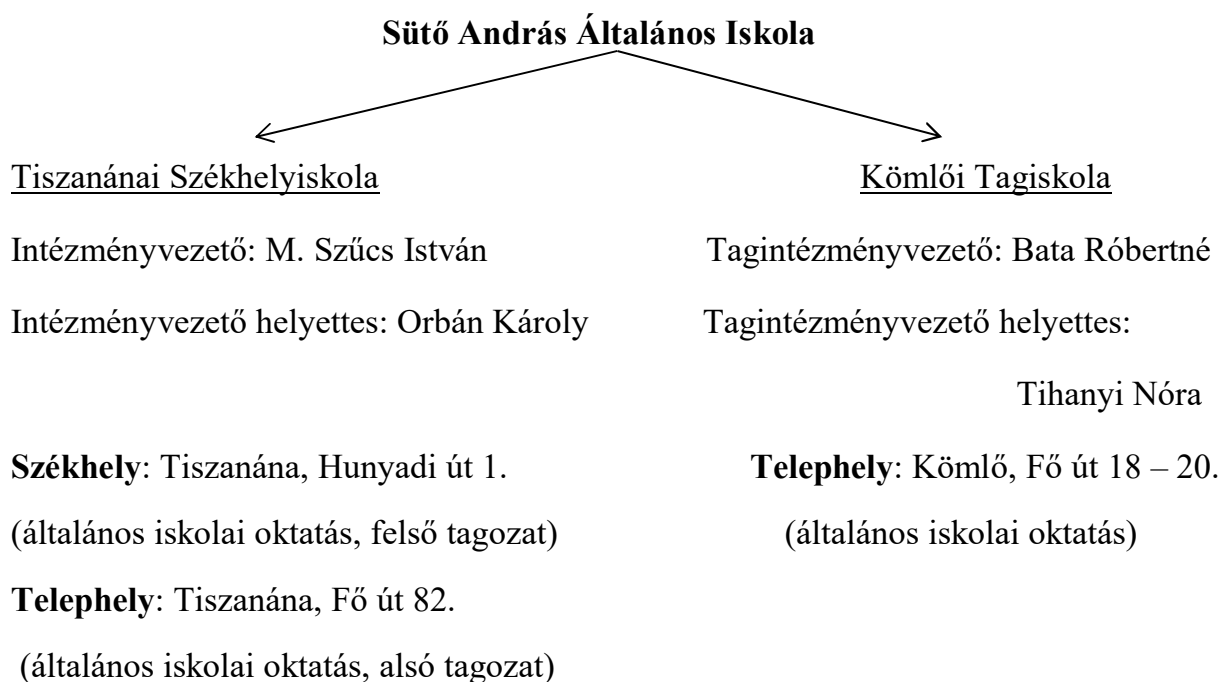 Sütő András Általános Iskola
Tiszanánai Székhelyiskola Kömlői Tagiskola
Intézményvezető: M. Szűcs István Tagintézményvezető: Bata Róbertné
Intézményvezető helyettes: Orbán Károly Tagintézményvezető helyettes:
Tihanyi Nóra
Székhely: Tiszanána, Hunyadi út 1. Telephely: Kömlő, Fő út 18 – 20.
(általános iskolai oktatás, felső tagozat) (általános iskolai oktatás)
Telephely: Tiszanána, Fő út 82.
(általános iskolai oktatás, alsó tagozat)